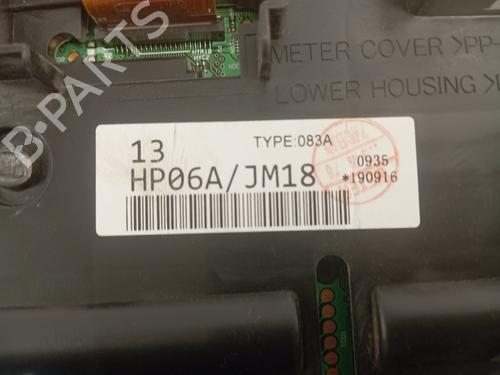 METER COVER >PP-
LOWER HOUSING >
TYPE:083A
13
HP06A/JM18
0935
*190916
B-PARTS